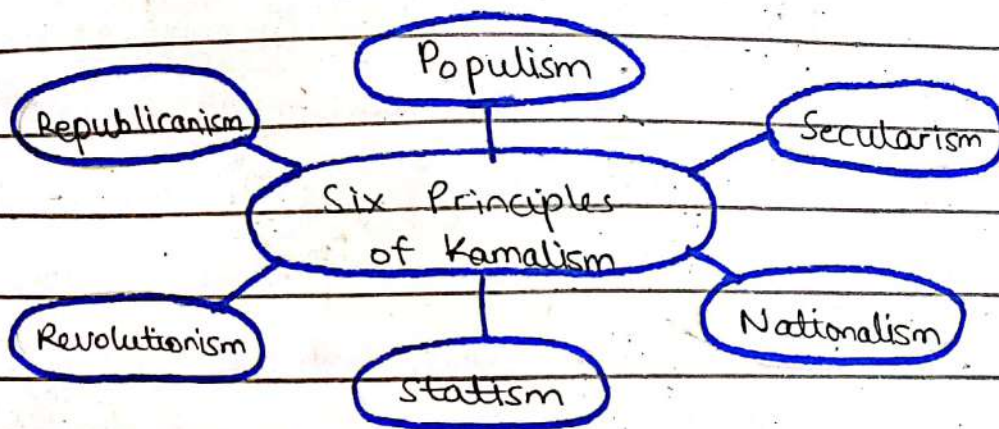 Populism
Republicanism
Secularism
Six Principles
of Kamalism
Revolutionism
Nationalism
Statism